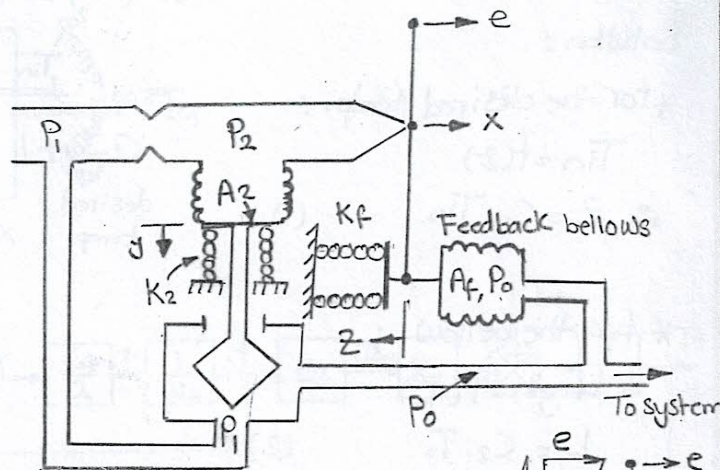 e
P1
P2
x
A2
Kf
Feedback bellows
y
K2
Af, Po
Z
P1
Po
To system
e
e